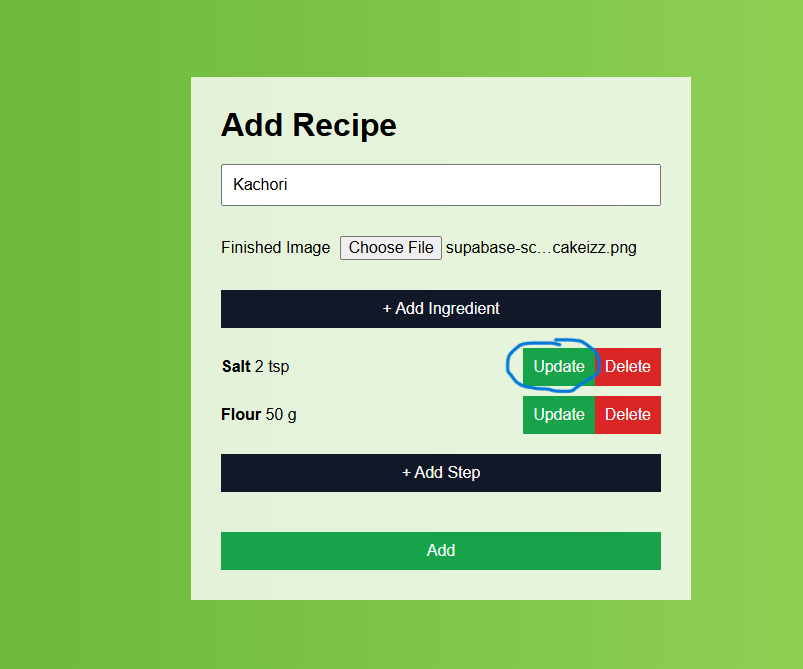 Add Recipe
Kachori
Finished Image Choose File supabase-sc...cakeizz.png
+ Add Ingredient
Salt 2 tsp Update Delete
Flour 50 g Update Delete
+ Add Step
Add